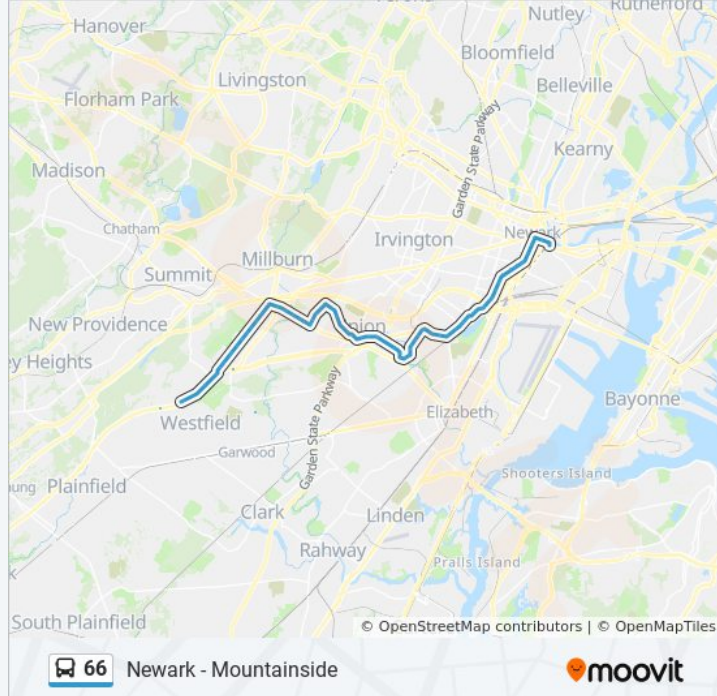 Hanover
Nutley
Rutherford
Bloomfield
Livingston
Belleville
Florham Park
Garden State Parkway
Kearny
Madison
Chatham
Newark
Irvington
Millburn
Summit
New Providence
Union
ey Heights
Bayonne
Elizabeth
Westfield
Garden State Parkway
Garwood
Shooters Island
Plainfield
Clark
Linden
Rahway
Pralls Island
South Plainfield
© OpenStreetMap contributors | © OpenMapTiles
66 Newark - Mountainside
moovit